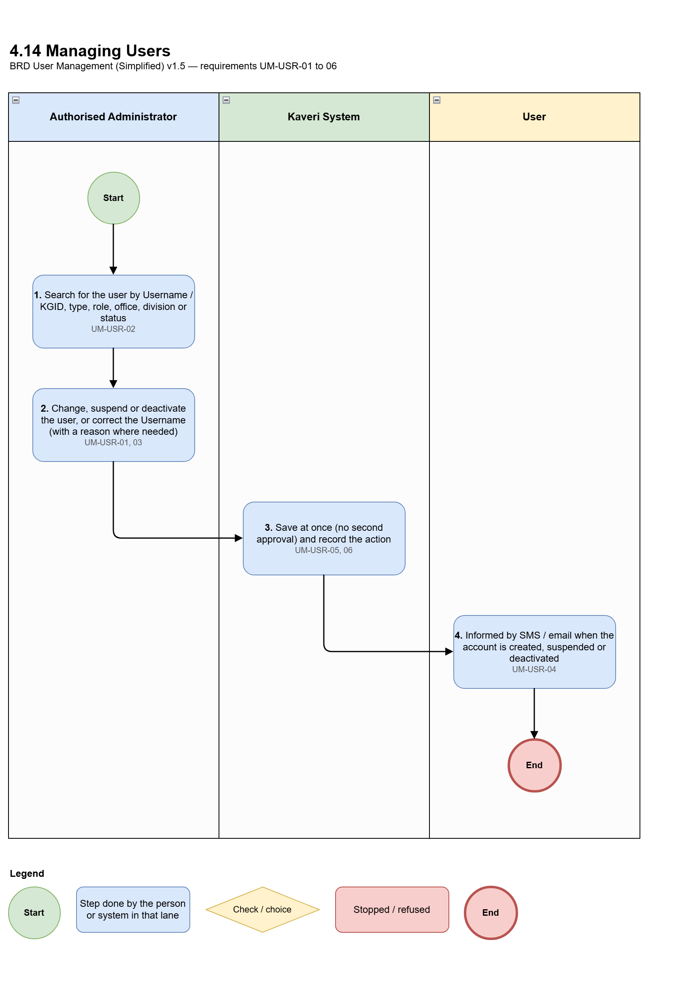 4.14 Managing Users
BRD User Management (Simplified) v1.5 — requirements UM-USR-01 to 06
Authorised Administrator
Kaveri System
User
Start
1. Search for the user by Username /
KGID, type, role, office, division or
status
UM-USR-02
2. Change, suspend or deactivate
the user, or correct the Username
(with a reason where needed)
UM-USR-01, 03
3. Save at once (no second
approval) and record the action
UM-USR-05, 06
4. Informed by SMS / email when the
account is created, suspended or
deactivated
UM-USR-04
End
Legend
Start
Step done by the person
or system in that lane
Check / choice
Stopped / refused
End